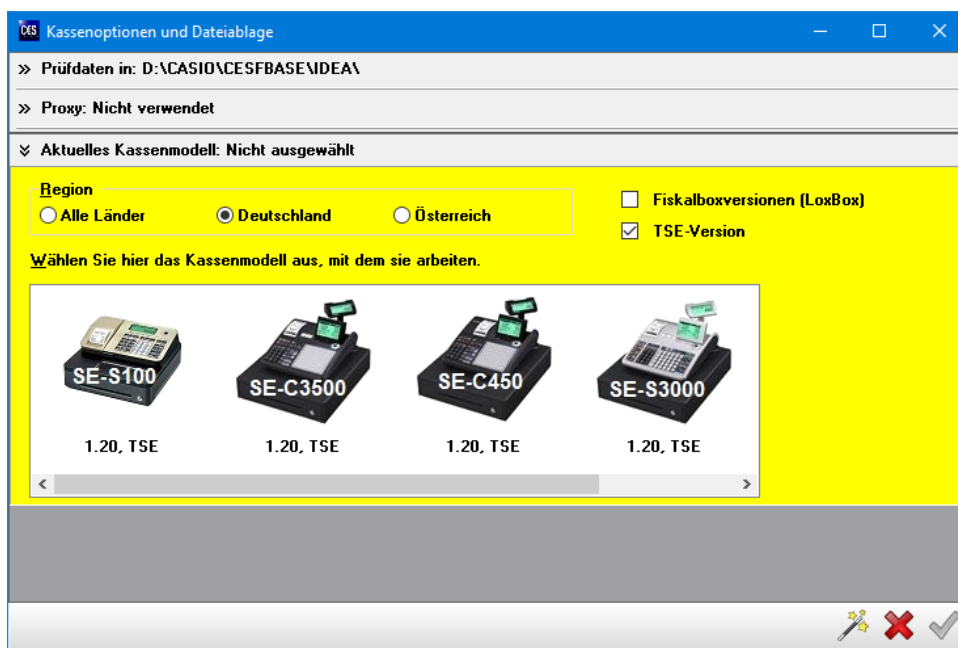 CES Kassenoptionen und Dateiablage
» Prüfdaten in: D:\CASIO\CESFBASE\IDEA\
» Proxy: Nicht verwendet
Aktuelles Kassenmodell: Nicht ausgewählt
Region
Alle Länder Deutschland Österreich
Fiskalboxversionen (LoxBox)
TSE-Version
Wählen Sie hier das Kassenmodell aus, mit dem sie arbeiten.
SE-S100 SE-C3500 SE-C450 SE-S3000
1.20, TSE 1.20, TSE 1.20, TSE 1.20, TSE